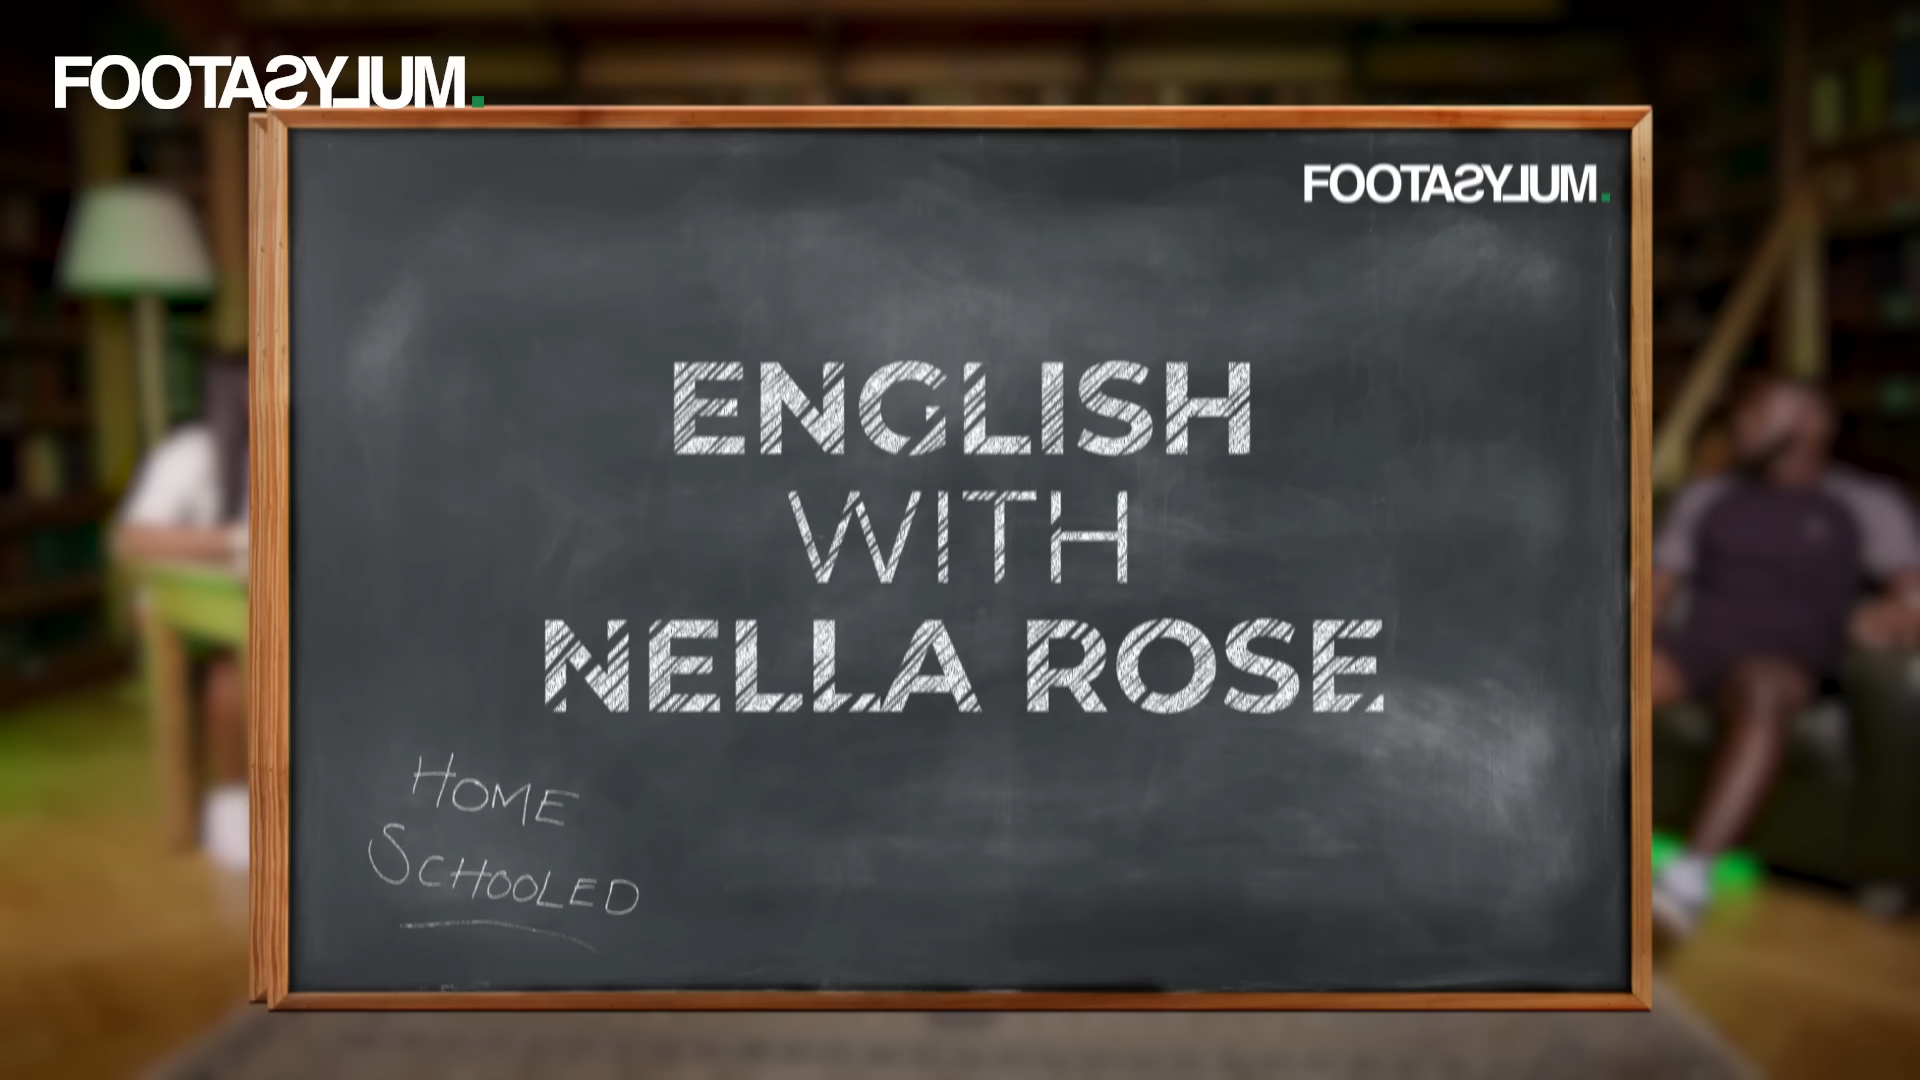 FOOTASYLUM.
FOOTASYLUM.
ENGLISH
WITH
NELLA ROSE
HOME
SCHOOLED